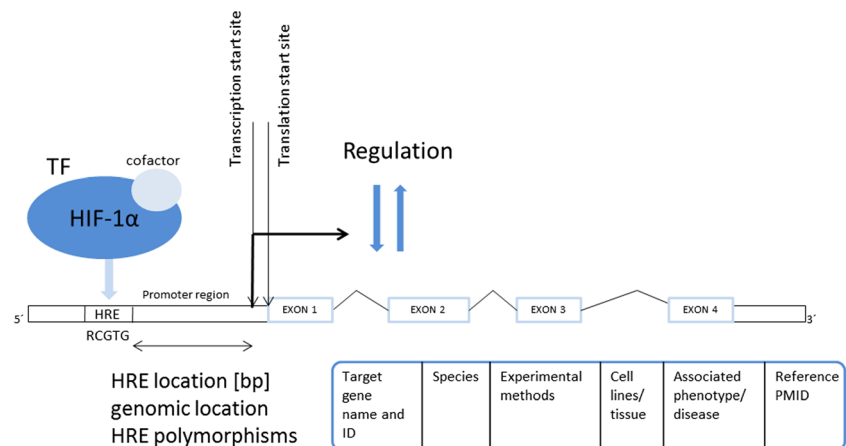 Transcription start site
Translation start site
TF
cofactor
HIF-1α
Regulation
Promoter region
5´
HRE
EXON 1
EXON 2
EXON 3
EXON 4
3´
RCGTG
HRE location [bp]
genomic location
HRE polymorphisms
Target
gene
name and
ID
Species
Experimental
methods
Cell
lines/
tissue
Associated
phenotype/
disease
Reference
PMID